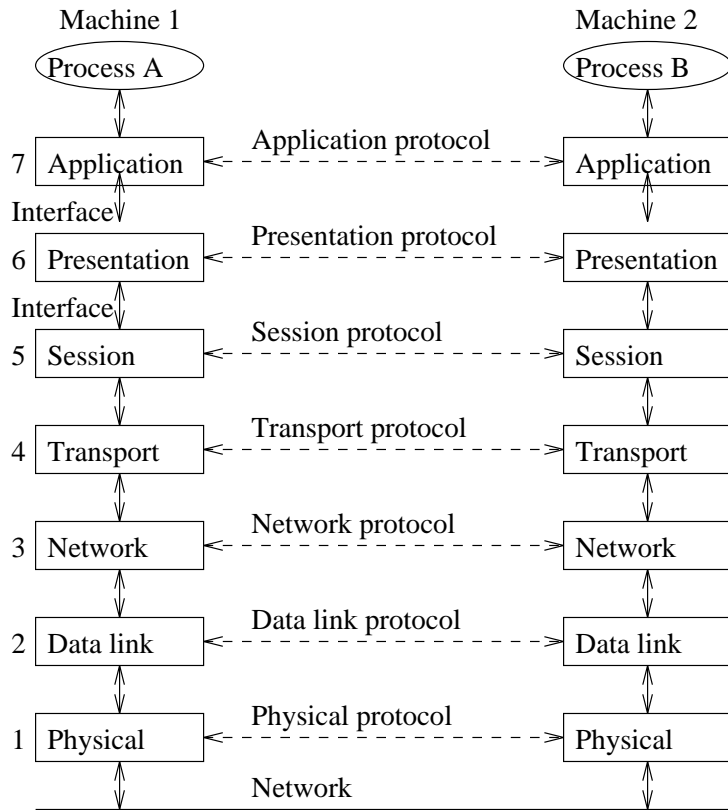 Machine 1
Machine 2
Process A
Process B
Application protocol
7
Application
Application
Interface
Presentation protocol
6
Presentation
Presentation
Interface
Session protocol
5
Session
Session
Transport protocol
4
Transport
Transport
Network protocol
3
Network
Network
Data link protocol
2
Data link
Data link
Physical protocol
1
Physical
Physical
Network